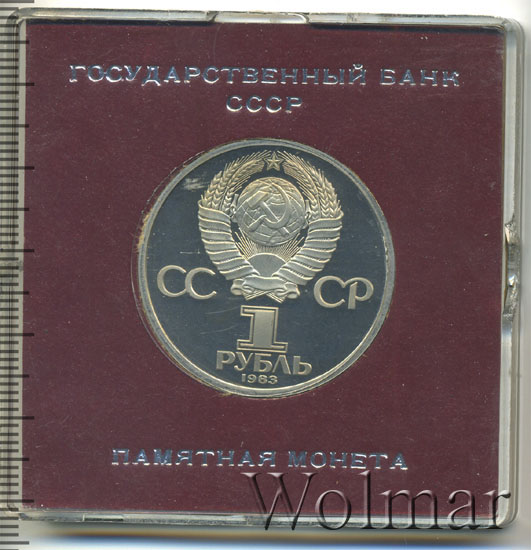 ГОСУДАРСТВЕННЫЙ БАНК
СССР
СС СР
1
РУБЛЬ
1983
ПАМЯТНАЯ МОНЕТА
Wolmar